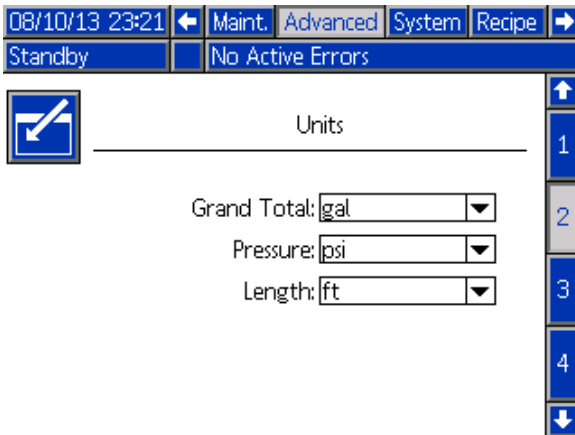 08/10/13 23:21 Maint. Advanced System Recipe
Standby No Active Errors
Units
1
Grand Total: gal
2
Pressure: psi
Length: ft
3
4